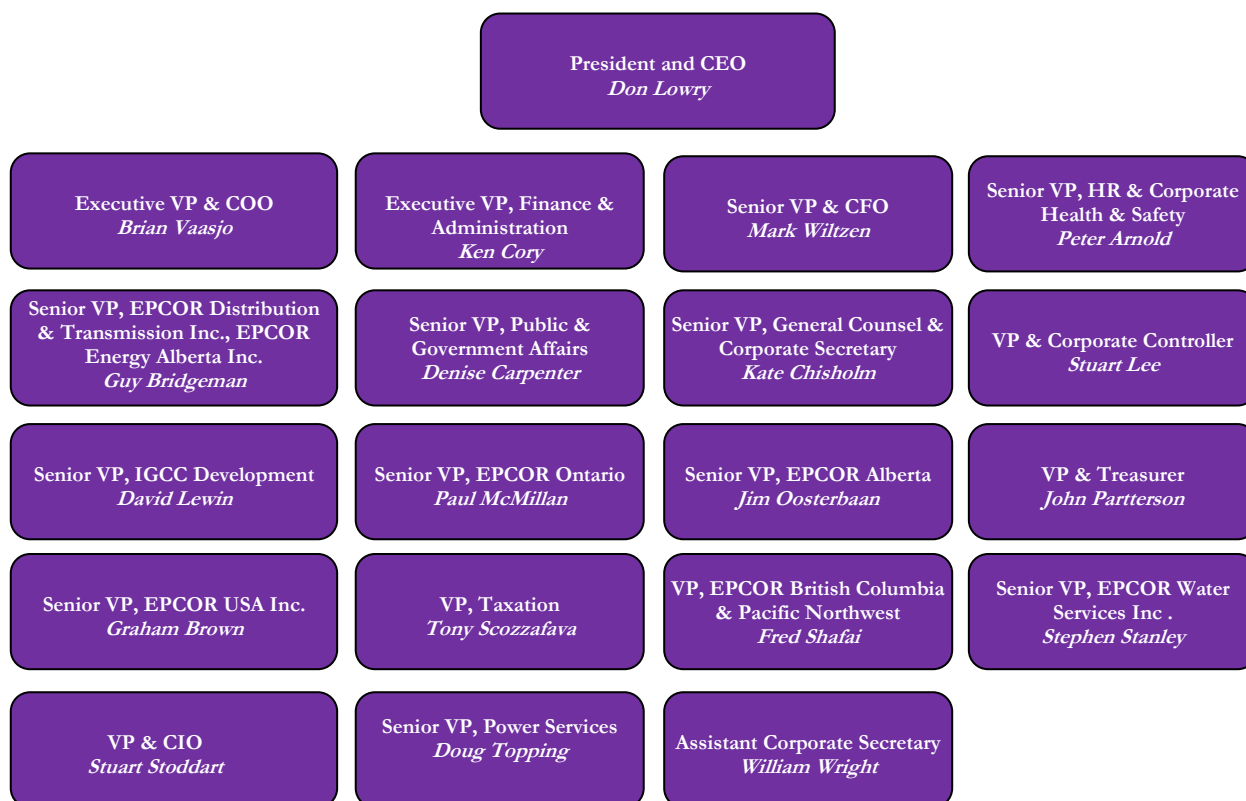 President and CEO
Don Lowry
Executive VP & COO
Brian Vaasjo
Executive VP, Finance &
Administration
Ken Cory
Senior VP & CFO
Mark Wiltzen
Senior VP, HR & Corporate
Health & Safety
Peter Arnold
Senior VP, EPCOR Distribution
& Transmission Inc., EPCOR
Energy Alberta Inc.
Guy Bridgeman
Senior VP, Public &
Government Affairs
Denise Carpenter
Senior VP, General Counsel &
Corporate Secretary
Kate Chisholm
VP & Corporate Controller
Stuart Lee
Senior VP, IGCC Development
David Lewin
Senior VP, EPCOR Ontario
Paul McMillan
Senior VP, EPCOR Alberta
Jim Oosterbaan
VP & Treasurer
John Partterson
Senior VP, EPCOR USA Inc.
Graham Brown
VP, Taxation
Tony Scozzafava
VP, EPCOR British Columbia
& Pacific Northwest
Fred Shafai
Senior VP, EPCOR Water
Services Inc .
Stephen Stanley
VP & CIO
Stuart Stoddart
Senior VP, Power Services
Doug Topping
Assistant Corporate Secretary
William Wright